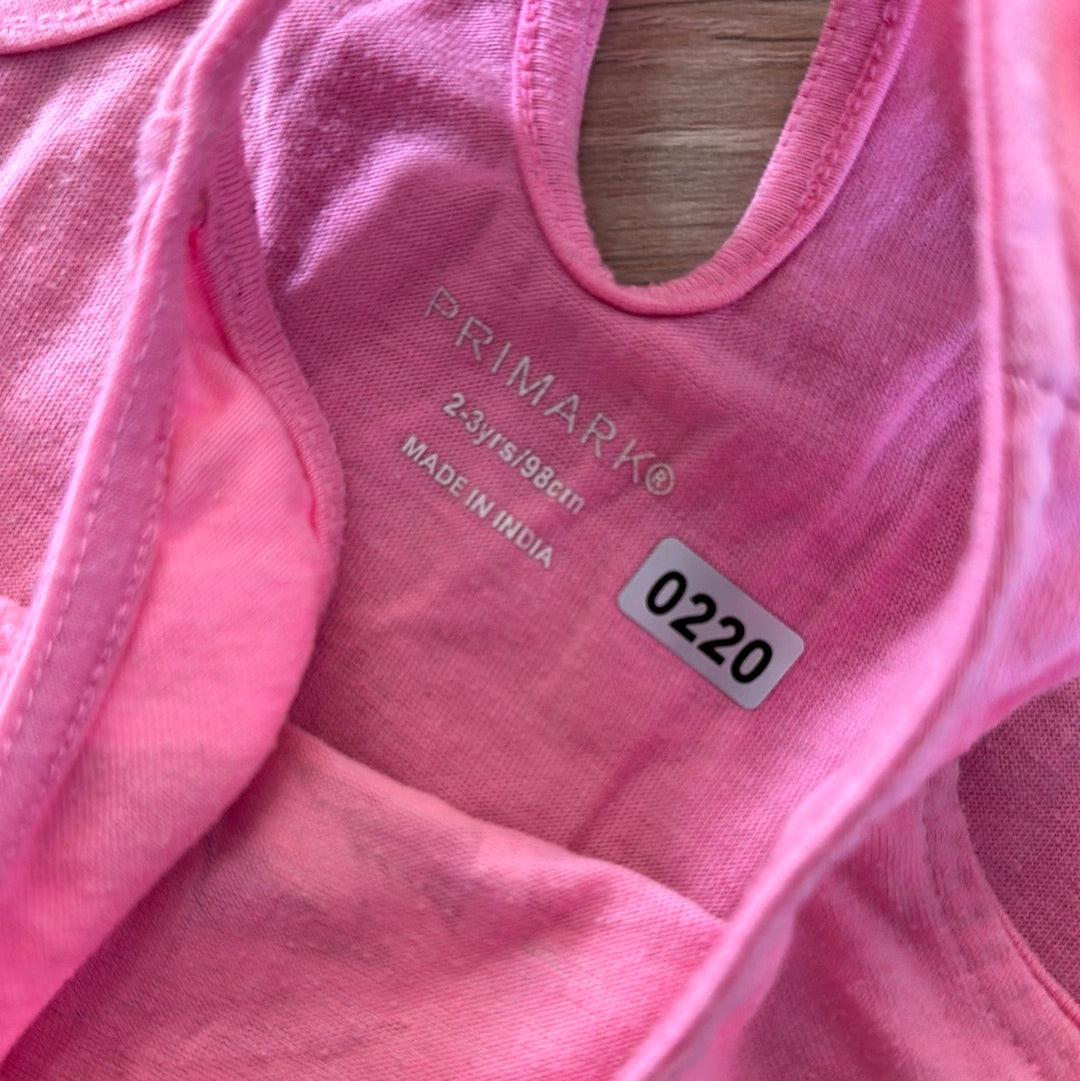 PRIMARK®
2-3yrs/98cm
MADE IN INDIA
0220